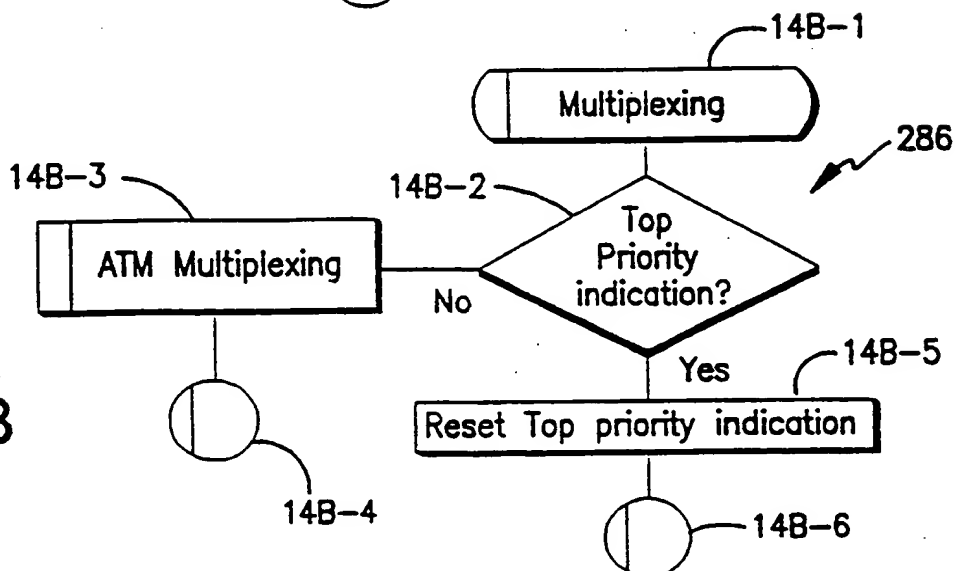 14B-1
Multiplexing
286
14B-3
14B-2
Top
Priority
indication?
ATM Multiplexing
No
Yes
14B-5
Reset Top priority indication
14B-4
14B-6